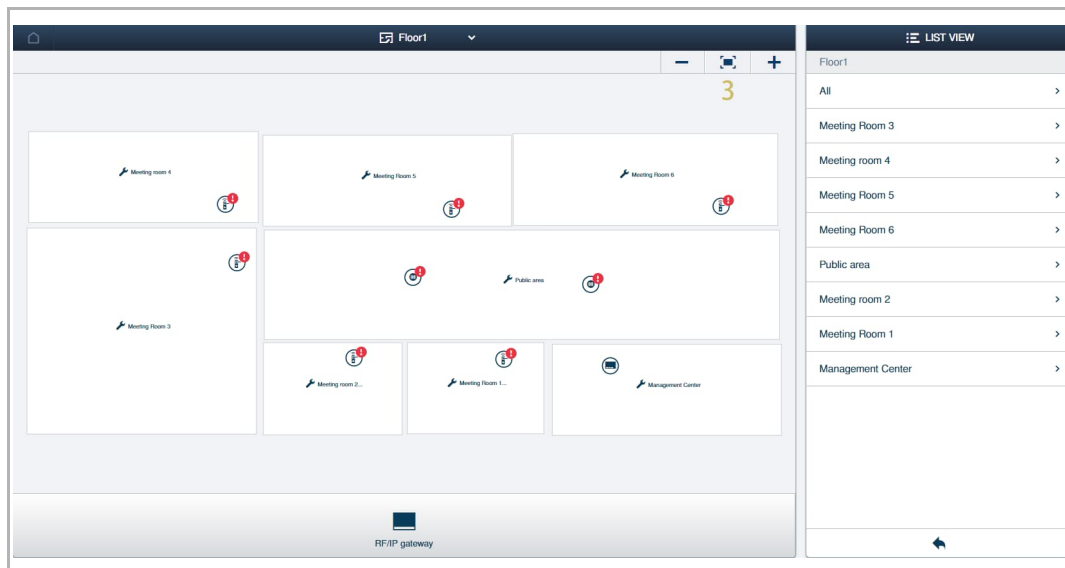 Floor1
LIST VIEW
Floor1
3
All
Meeting Room 3
Meeting room 4
Meeting Room 5
Meeting Room 6
Public area
Meeting room 2
Meeting Room 1
Management Center
Meeting room 4
Meeting Room 5
Meeting Room 6
Public area
Meeting Room 3
Meeting room 2...
Meeting Room 1...
Management Center
RF/IP gateway